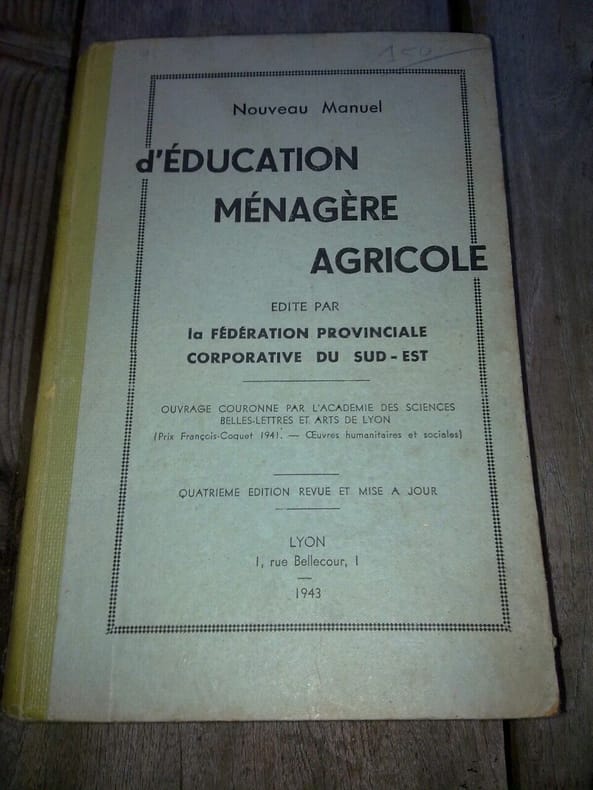 150
Nouveau Manuel
d'ÉDUCATION
MÉNAGÈRE
AGRICOLE
EDITE PAR
la FÉDÉRATION PROVINCIALE
CORPORATIVE DU SUD-EST
OUVRAGE COURONNE PAR L'ACADEMIE DES SCIENCES
BELLES-LETTRES ET ARTS DE LYON
(Prix François-Coquet 1941. — Œuvres humanitaires et sociales)
QUATRIEME EDITION REVUE ET MISE A JOUR
LYON
1, rue Bellecour, 1
1943